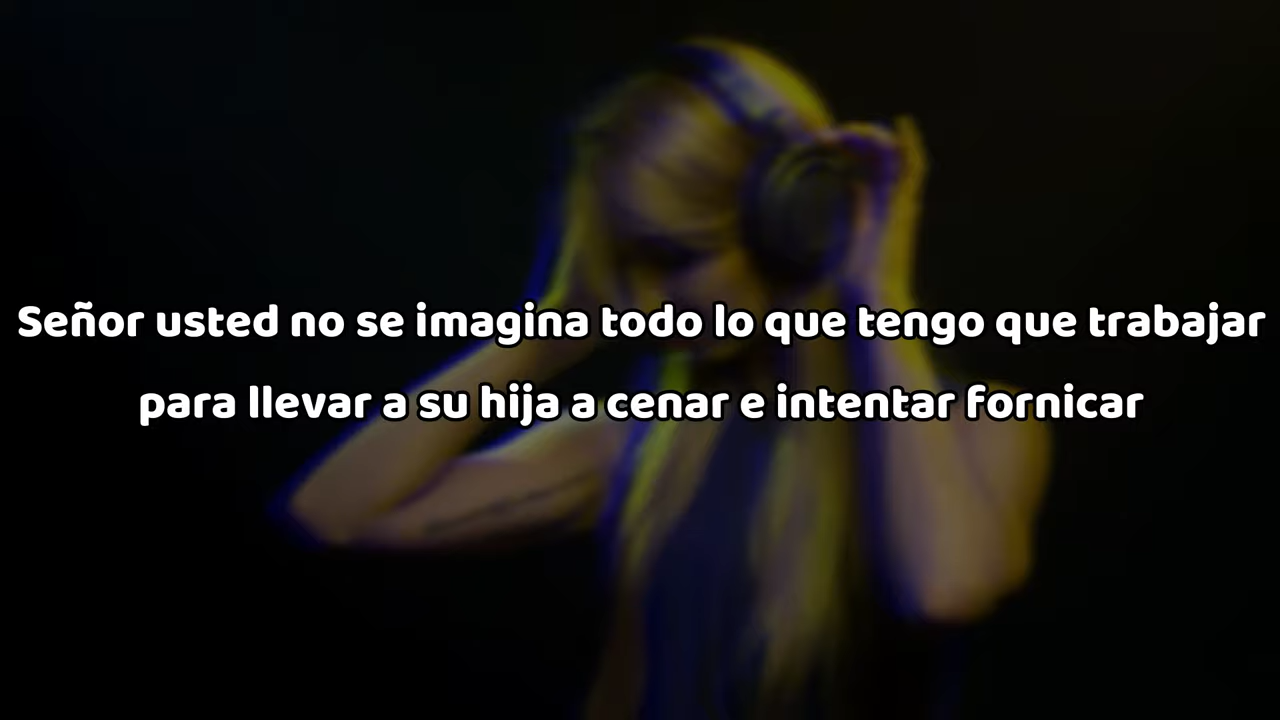 Señor usted no se imagina todo lo que tengo que trabajar
para llevar a su hija a cenar e intentar fornicar